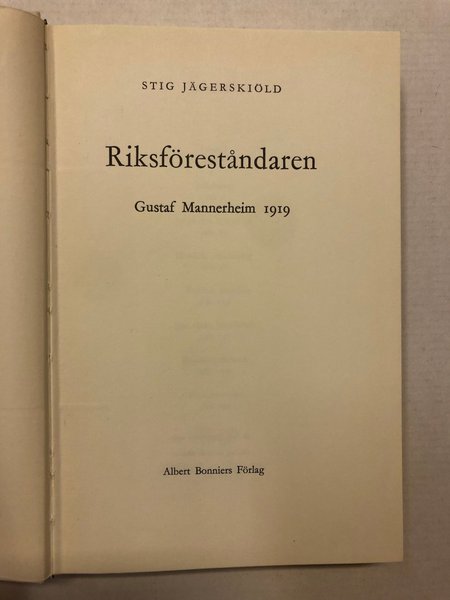 STIG JÄGERSKIÖLD
Riksföreståndaren
Gustaf Mannerheim 1919
Albert Bonniers Förlag